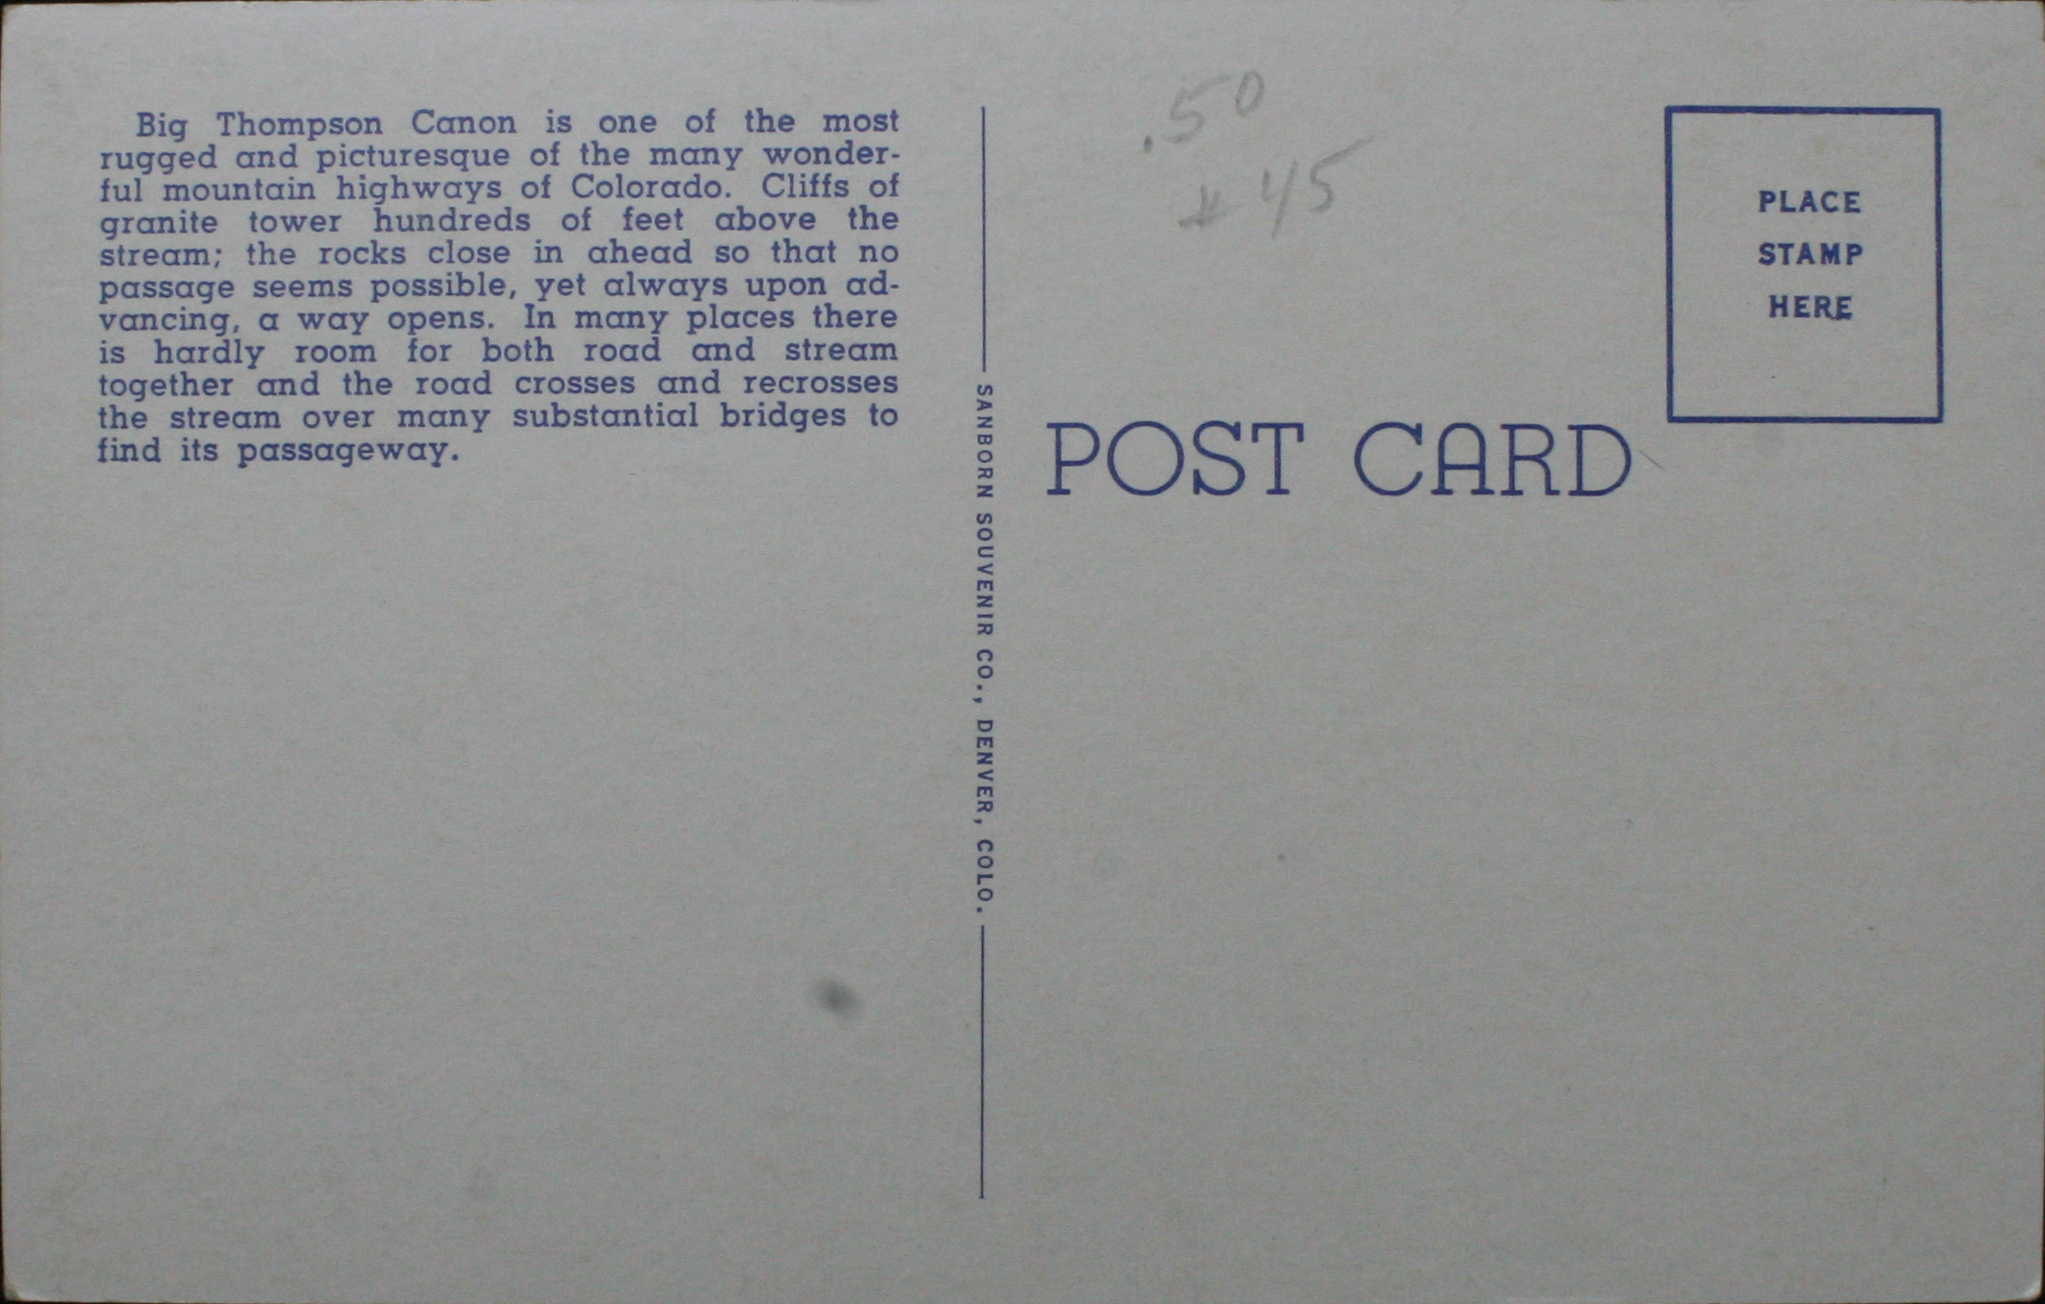 Big Thompson Canon is one of the most
rugged and picturesque of the many wonder-
ful mountain highways of Colorado. Cliffs of
granite tower hundreds of feet above the
stream; the rocks close in ahead so that no
passage seems possible, yet always upon ad-
vancing, a way opens. In many places there
is hardly room for both road and stream
together and the road crosses and recrosses
the stream over many substantial bridges to
find its passageway.
SANBORN SOUVENIR CO., DENVER, COLO.
.50
# 45
POST CARD
PLACE
STAMP
HERE